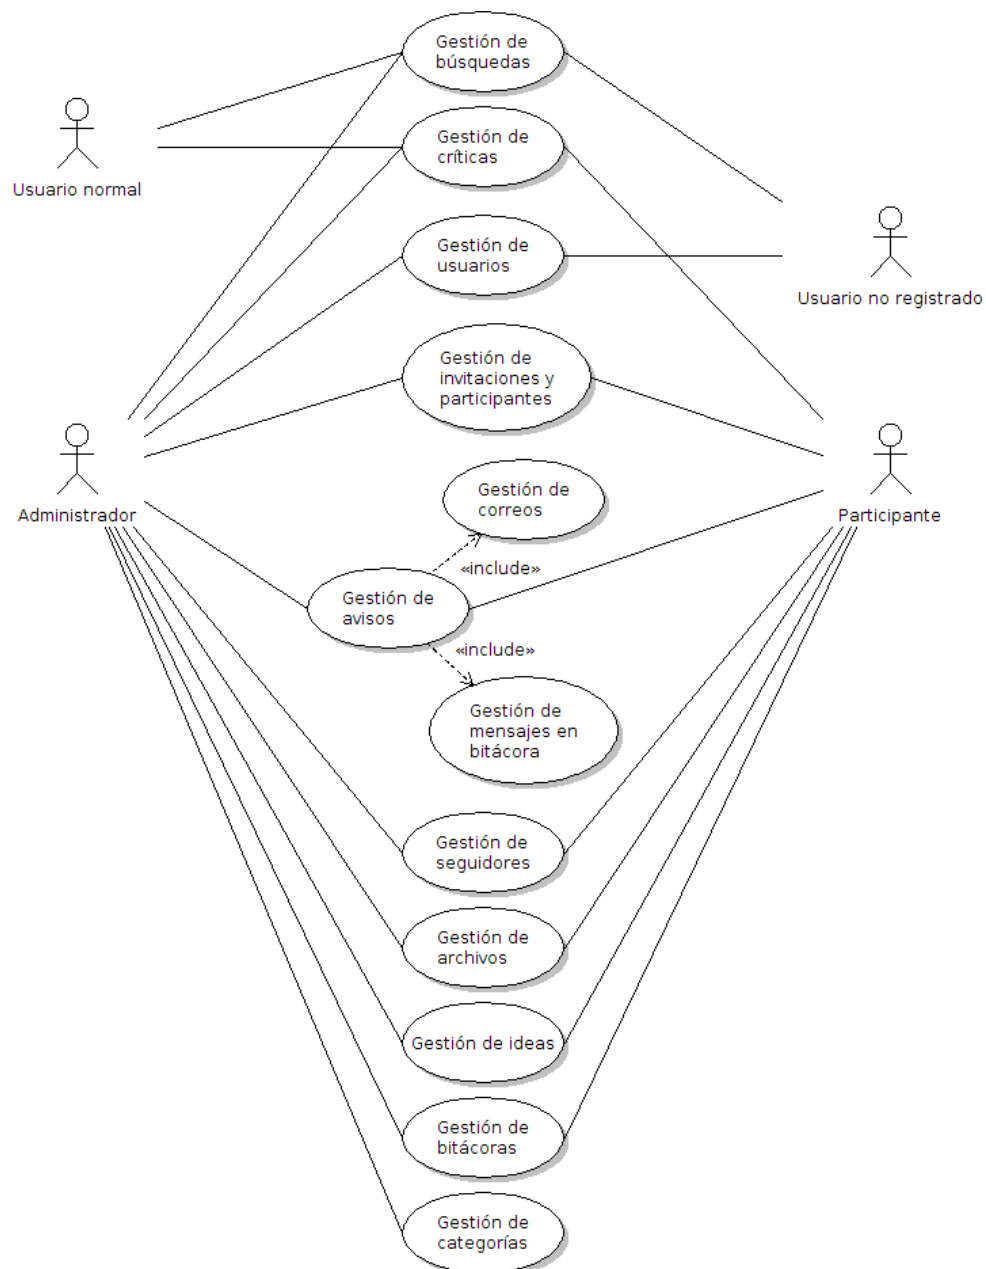 Gestión de
búsquedas
Gestión de
críticas
Usuario normal
Gestión de
usuarios
Usuario no registrado
Gestión de
invitaciones y
participantes
Administrador
Participante
Gestión de
correos
«include»
Gestión de
avisos
«include»
Gestión de
mensajes en
bitácora
Gestión de
seguidores
Gestión de
archivos
Gestión de ideas
Gestión de
bitácoras
Gestión de
categorías